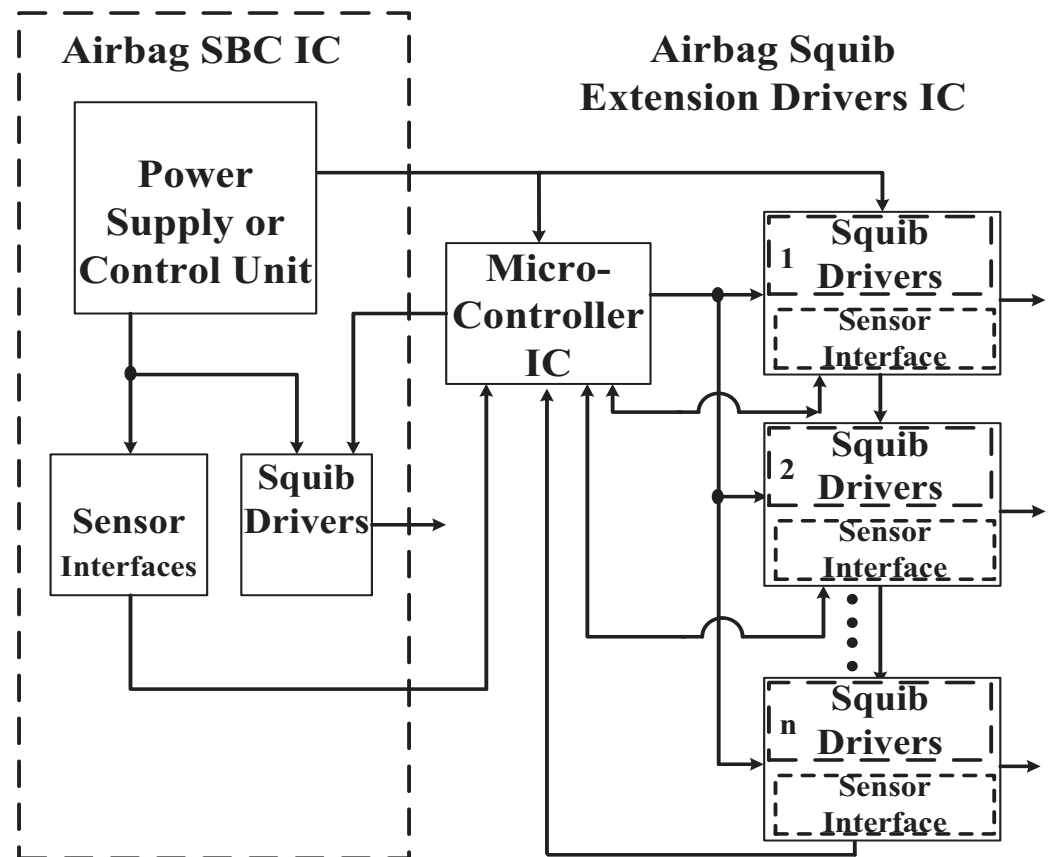 Airbag SBC IC
Airbag Squib
Extension Drivers IC
Power
Supply or
Control Unit
Micro-
Controller
IC
Sensor
Interfaces
Squib
Drivers
1
Squib
Drivers
Sensor
Interface
2
Squib
Drivers
Sensor
Interface
n
Squib
Drivers
Sensor
Interface